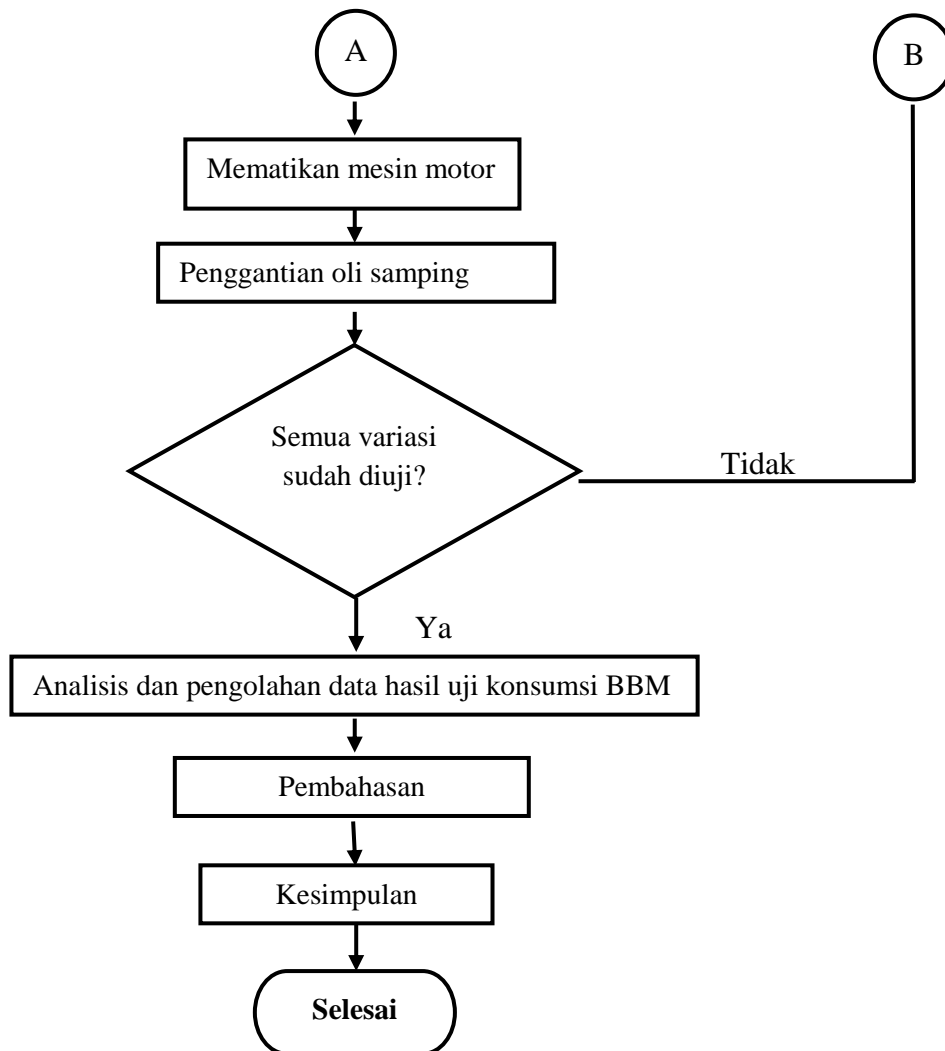 A
B
Mematikan mesin motor
Penggantian oli samping
Semua variasi
sudah diuji?
Tidak
Ya
Analisis dan pengolahan data hasil uji konsumsi BBM
Pembahasan
Kesimpulan
Selesai